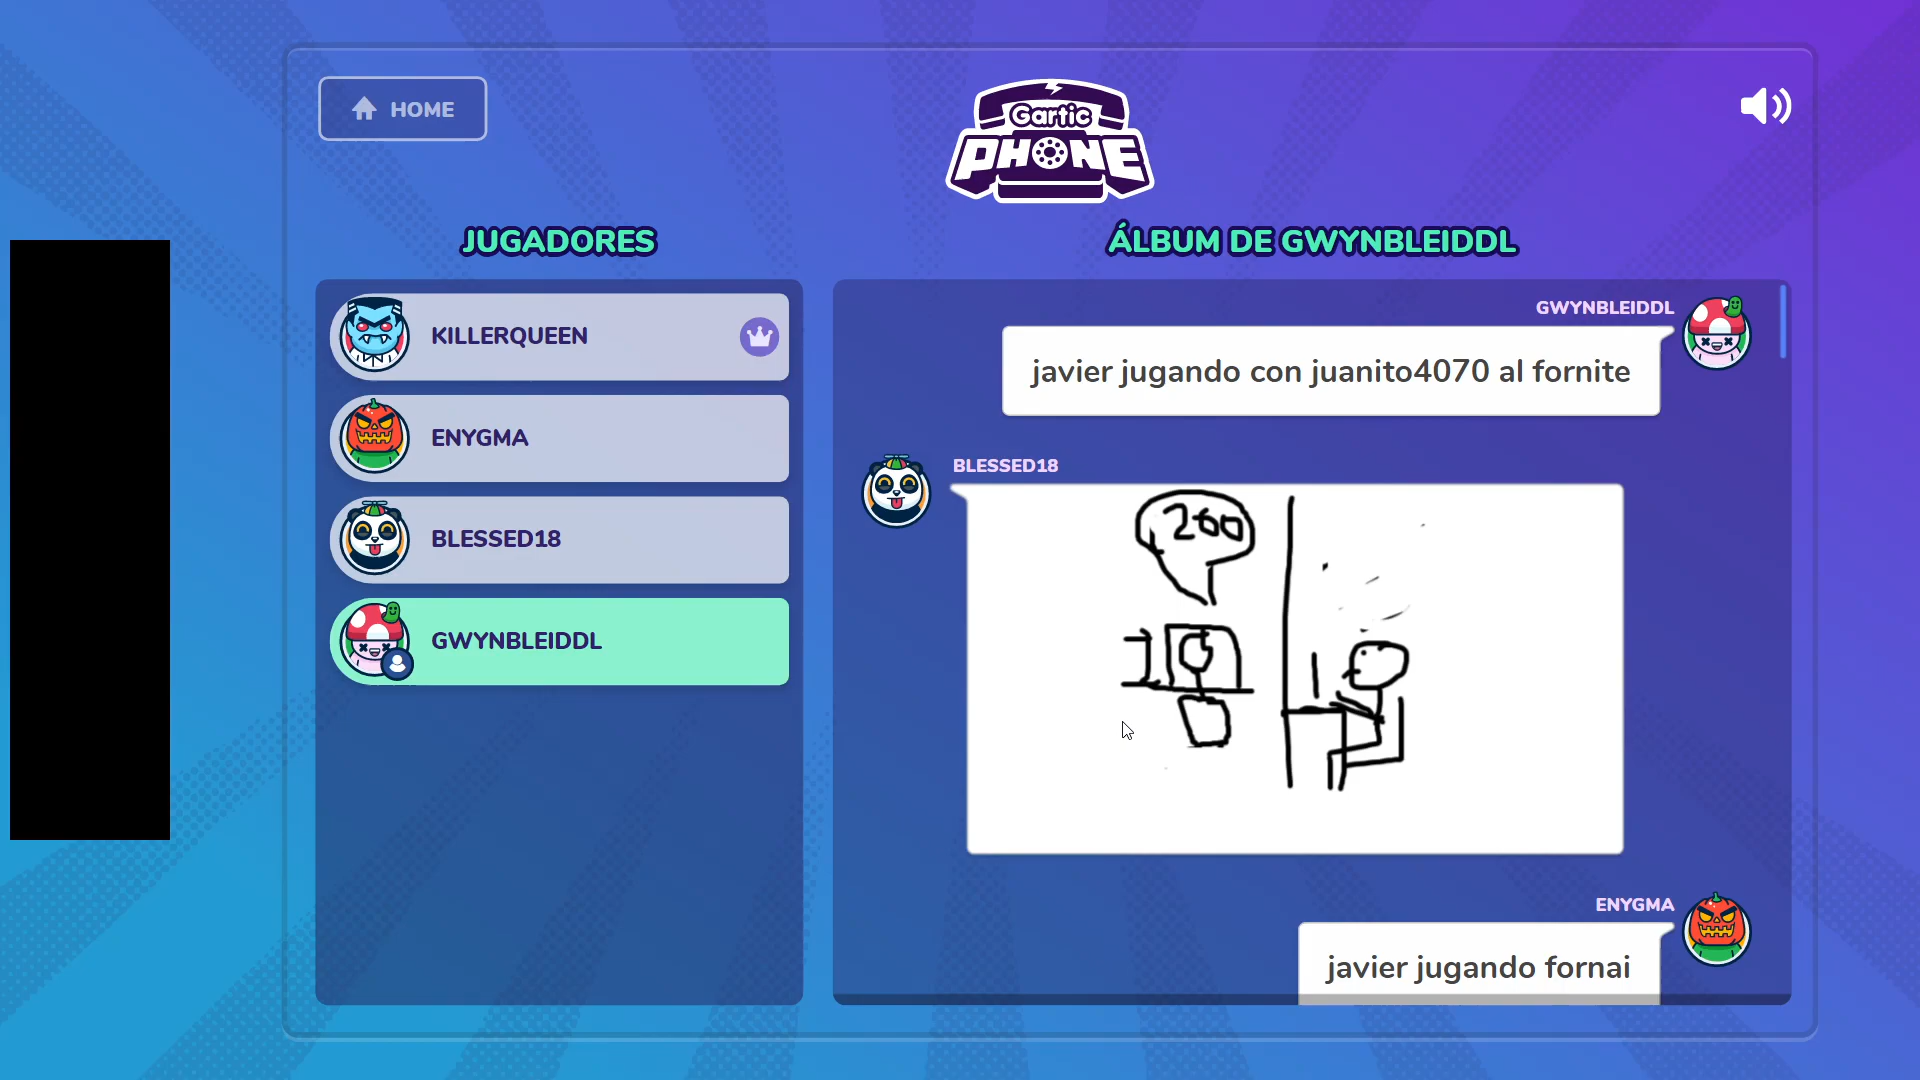 HOME
Gartic
PHONE
JUGADORES
KILLERQUEEN
ENYGMA
BLESSED18
GWYNBLEIDDL
ÁLBUM DE GWYNBLEIDDL
GWYNBLEIDDL
javier jugando con juanito4070 al fornite
BLESSED18
260
ENYGMA
javier jugando fornai